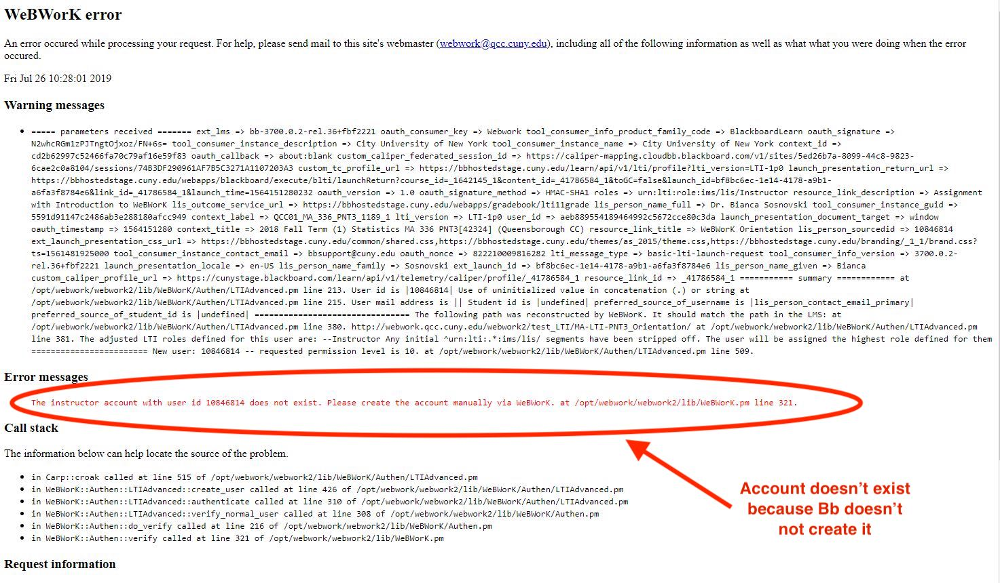 WeBWorK error
An error occured while processing your request. For help, please send mail to this site's webmaster (webwork@qcc.cuny.edu), including all of the following information as well as what what you were doing when the error
occured.
Fri Jul 26 10:28:01 2019
Warning messages
• ===== parameters received ======= ext_lms => bb-3700.0.2-rel.36+fbf2221 oauth_consumer_key => Webwork tool_consumer_info_product_family_code => BlackboardLearn oauth_signature =>
N2whcRGm1zPJTngtOjxoz/FN+6s= tool_consumer_instance_description => City University of New York tool_consumer_instance_name => City University of New York context_id =>
cd2b62997c52466fa70c79af16e59f83 oauth_callback => about:blank custom_caliper_federated_session_id => https://caliper-mapping.cloudbb.blackboard.com/v1/sites/5ed26b7a-8099-44c8-9823-
6cae2c0a8104/sessions/74B3DF290961AF7B5C3271A1107203A3 custom_tc_profile_url => https://bbhostedstage.cuny.edu/learn/api/v1/lti/profile?lti_version=LTI-1p0 launch_presentation_return_url =>
https://bbhostedstage.cuny.edu/webapps/blackboard/execute/blti/launchReturn?course_id=_1642145_1&content_id=_41786584_1&toGC=false&launch_id=bf8bc6ec-1e14-4178-a9b1-
a6fa3f8784e6&link_id=_41786584_1&launch_time=1564151280232 oauth_version => 1.0 oauth_signature_method => HMAC-SHA1 roles => urn:lti:role:ims/lis/Instructor resource_link_description => Assignment
with Introduction to WeBWorK lis_outcome_service_url => https://bbhostedstage.cuny.edu/webapps/gradebook/lti11grade lis_person_name_full => Dr. Bianca Sosnovski tool_consumer_instance_guid =>
5591d91147c2486ab3e288180afcc949 context_label => QCC01_MA_336_PNT3_1189_1 lti_version => LTI-1p0 user_id => aeb889554189464992c5672cce80c3da launch_presentation_document_target => window
oauth_timestamp => 1564151280 context_title => 2018 Fall Term (1) Statistics MA 336 PNT3[42324] (Queensborough CC) resource_link_title => WeBWorK Orientation lis_person_sourcedid => 10846814
ext_launch_presentation_css_url => https://bbhostedstage.cuny.edu/common/shared.css,https://bbhostedstage.cuny.edu/themes/as_2015/theme.css,https://bbhostedstage.cuny.edu/branding/_1_1/brand.css?
ts=1561481925000 tool_consumer_instance_contact_email => bbsupport@cuny.edu oauth_nonce => 822210009816282 lti_message_type => basic-lti-launch-request tool_consumer_info_version => 3700.0.2-
rel.36+fbf2221 launch_presentation_locale => en-US lis_person_name_family => Sosnovski ext_launch_id => bf8bc6ec-1e14-4178-a9b1-a6fa3f8784e6 lis_person_name_given => Bianca
custom_caliper_profile_url => https://cunystage.blackboard.com/learn/api/v1/telemetry/caliper/profile/_41786584_1 resource_link_id => _41786584_1 =========== summary ============ at
/opt/webwork/webwork2/lib/WeBWorK/Authen/LTIAdvanced.pm line 213. User id is |10846814| Use of uninitialized value in concatenation (.) or string at
/opt/webwork/webwork2/lib/WeBWorK/Authen/LTIAdvanced.pm line 215. User mail address is || Student id is |undefined| preferred_source_of_username is |lis_person_contact_email_primary|
preferred_source_of_student_id is |undefined| ================================ The following path was reconstructed by WeBWorK. It should match the path in the LMS: at
/opt/webwork/webwork2/lib/WeBWorK/Authen/LTIAdvanced.pm line 380. http://webwork.qcc.cuny.edu/webwork2/test_LTI/MA-LTI-PNT3_Orientation/ at /opt/webwork/webwork2/lib/WeBWorK/Authen/LTIAdvanced.pm
line 381. The adjusted LTI roles defined for this user are: --Instructor Any initial ^urn:lti:.*:ims/lis/ segments have been stripped off. The user will be assigned the highest role defined for them
======================== New user: 10846814 -- requested permission level is 10. at /opt/webwork/webwork2/lib/WeBWorK/Authen/LTIAdvanced.pm line 509.
Error messages
The instructor account with user id 10846814 does not exist. Please create the account manually via WeBWorK. at /opt/webwork/webwork2/lib/WeBWorK.pm line 321.
Call stack
The information below can help locate the source of the problem.
• in Carp::croak called at line 515 of /opt/webwork/webwork2/lib/WeBWorK/Authen/LTIAdvanced.pm
• in WeBWorK::Authen::LTIAdvanced::create_user called at line 426 of /opt/webwork/webwork2/lib/WeBWorK/Authen/LTIAdvanced.pm
• in WeBWorK::Authen::LTIAdvanced::authenticate called at line 310 of /opt/webwork/webwork2/lib/WeBWorK/Authen/LTIAdvanced.pm
• in WeBWorK::Authen::LTIAdvanced::verify_normal_user called at line 308 of /opt/webwork/webwork2/lib/WeBWorK/Authen.pm
• in WeBWorK::Authen::do_verify called at line 216 of /opt/webwork/webwork2/lib/WeBWorK/Authen.pm
• in WeBWorK::Authen::verify called at line 321 of /opt/webwork/webwork2/lib/WeBWorK.pm
Account doesn't exist
because Bb doesn't
not create it
Request information